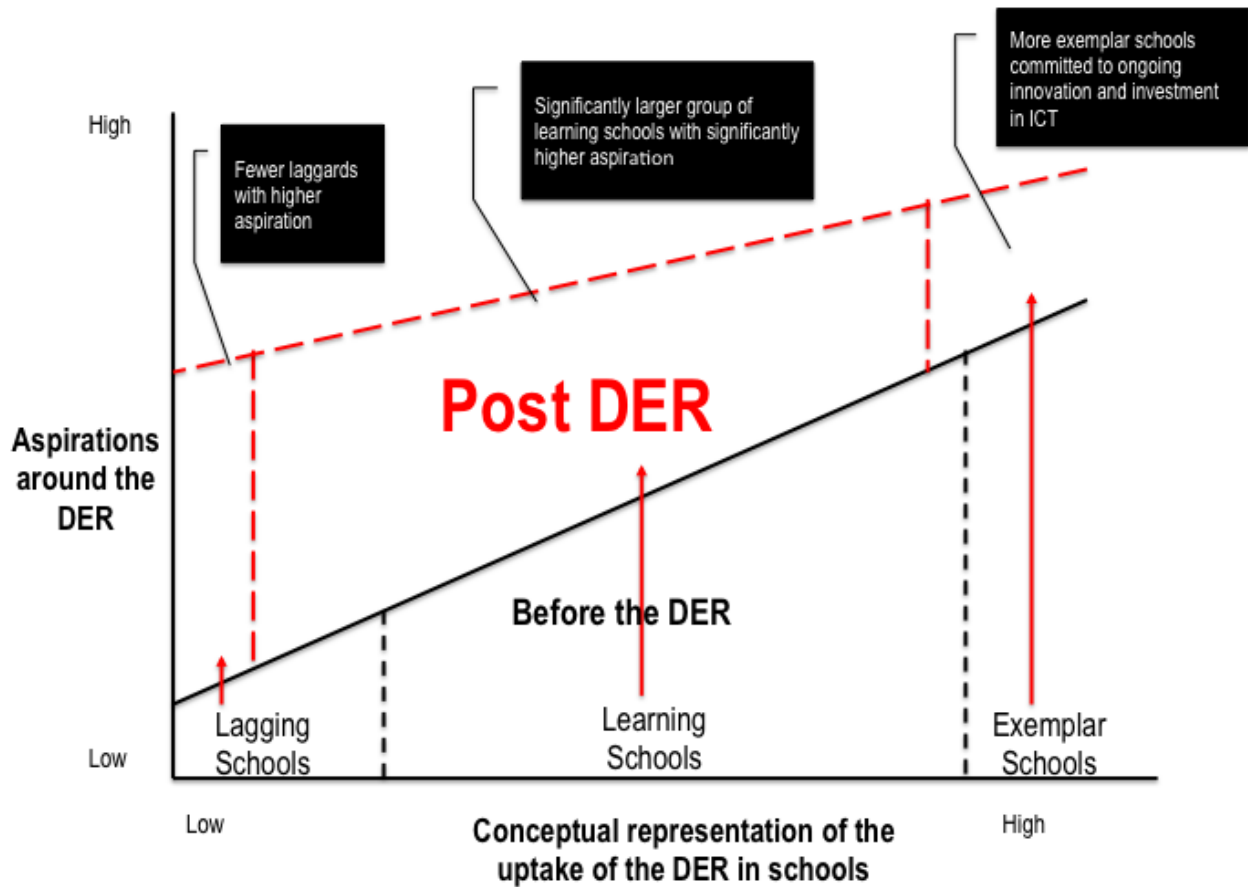 High
Fewer laggards
with higher
aspiration
Significantly larger group of
learning schools with significantly
higher aspiration
More exemplar schools
committed to ongoing
innovation and investment
in ICT
Post DER
Aspirations
around the
DER
Before the DER
Lagging
Schools
Learning
Schools
Exemplar
Schools
Low
Low
High
Conceptual representation of the
uptake of the DER in schools